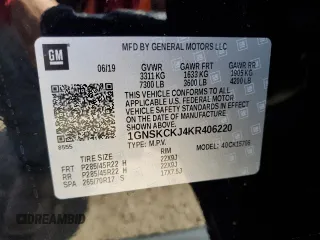 GM
MFD BY GENERAL MOTORS LLC
06/19 GVWR GAWR FRT GAWR RR
3311 KG 1633 KG 1905 KG
7300 LB 3600 LB 4200 LB
THIS VEHICLE CONFORMS TO ALL APPLICABLE
U.S. FEDERAL MOTOR VEHICLE SAFETY
STANDARDS IN EFFECT ON THE DATE OF
MANUFACTURE SHOWN ABOVE.
1GNSKCKJ4KR406220
TYPE: M.P.V.
TIRE SIZE RIM
FRT P285/45R22 H 22X9J
RR P285/45R22 H 22X9J
SPA 265/70R17 S 17X7.5J